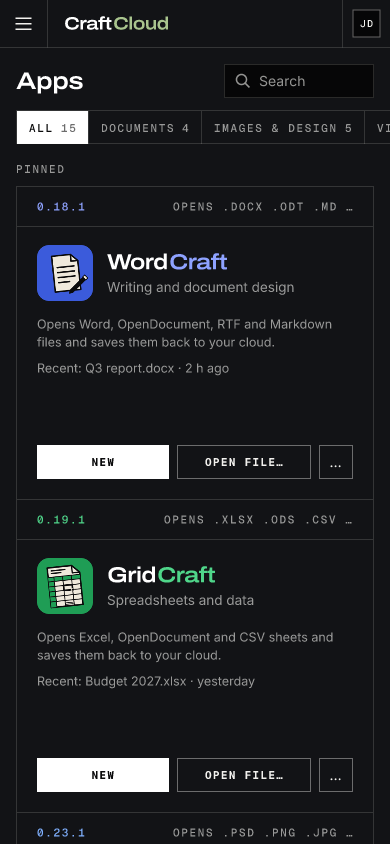 CraftCloud
JD
Apps
Search
ALL 15
DOCUMENTS 4
IMAGES & DESIGN 5
VI
PINNED
0.18.1
OPENS .DOCX .ODT .MD …
WordCraft
Writing and document design
Opens Word, OpenDocument, RTF and Markdown
files and saves them back to your cloud.
Recent: Q3 report.docx · 2 h ago
NEW
OPEN FILE…
…
0.19.1
OPENS .XLSX .ODS .CSV …
GridCraft
Spreadsheets and data
Opens Excel, OpenDocument and CSV sheets and
saves them back to your cloud.
Recent: Budget 2027.xlsx · yesterday
NEW
OPEN FILE…
…
0.23.1
OPENS .PSD .PNG .JPG …